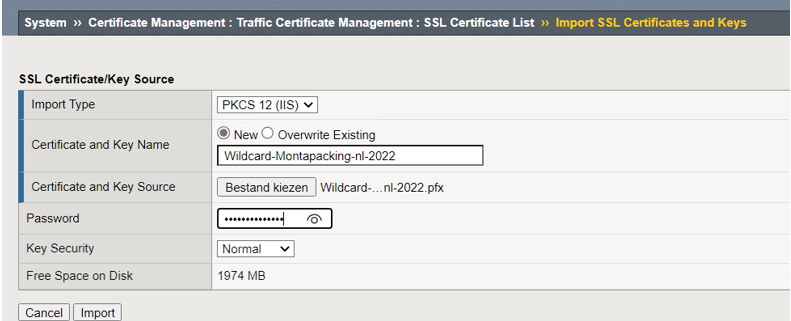 System ›› Certificate Management : Traffic Certificate Management : SSL Certificate List ›› Import SSL Certificates and Keys
SSL Certificate/Key Source
Import Type PKCS 12 (IIS)
Certificate and Key Name New Overwrite Existing
Wildcard-Montapacking-nl-2022
Certificate and Key Source Bestand kiezen Wildcard-...nl-2022.pfx
Password ••••••••••••••
Key Security Normal
Free Space on Disk 1974 MB
Cancel Import